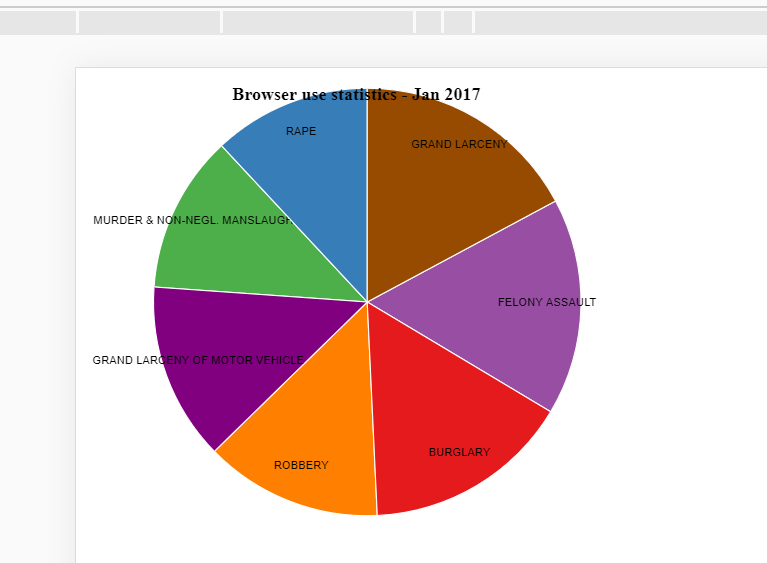 Browser use statistics - Jan 2017
RAPE
GRAND LARCENY
MURDER & NON-NEGL. MANSLAUGH
FELONY ASSAULT
GRAND LARCENY OF MOTOR VEHICLE
BURGLARY
ROBBERY